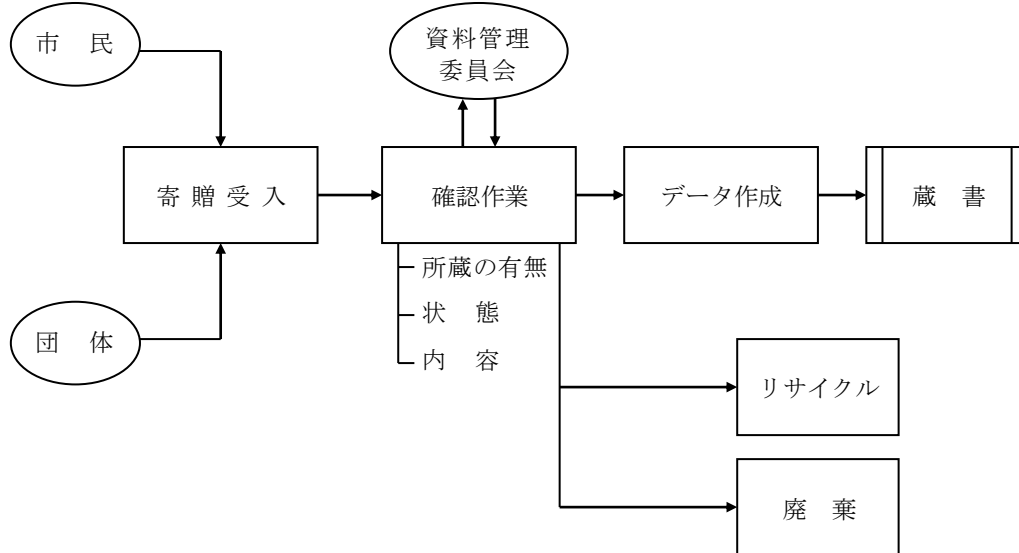 市　民
資料管理
委員会
寄 贈 受 入
確認作業
データ作成
蔵　書
所蔵の有無
状　態
内　容
団　体
リサイクル
廃　棄